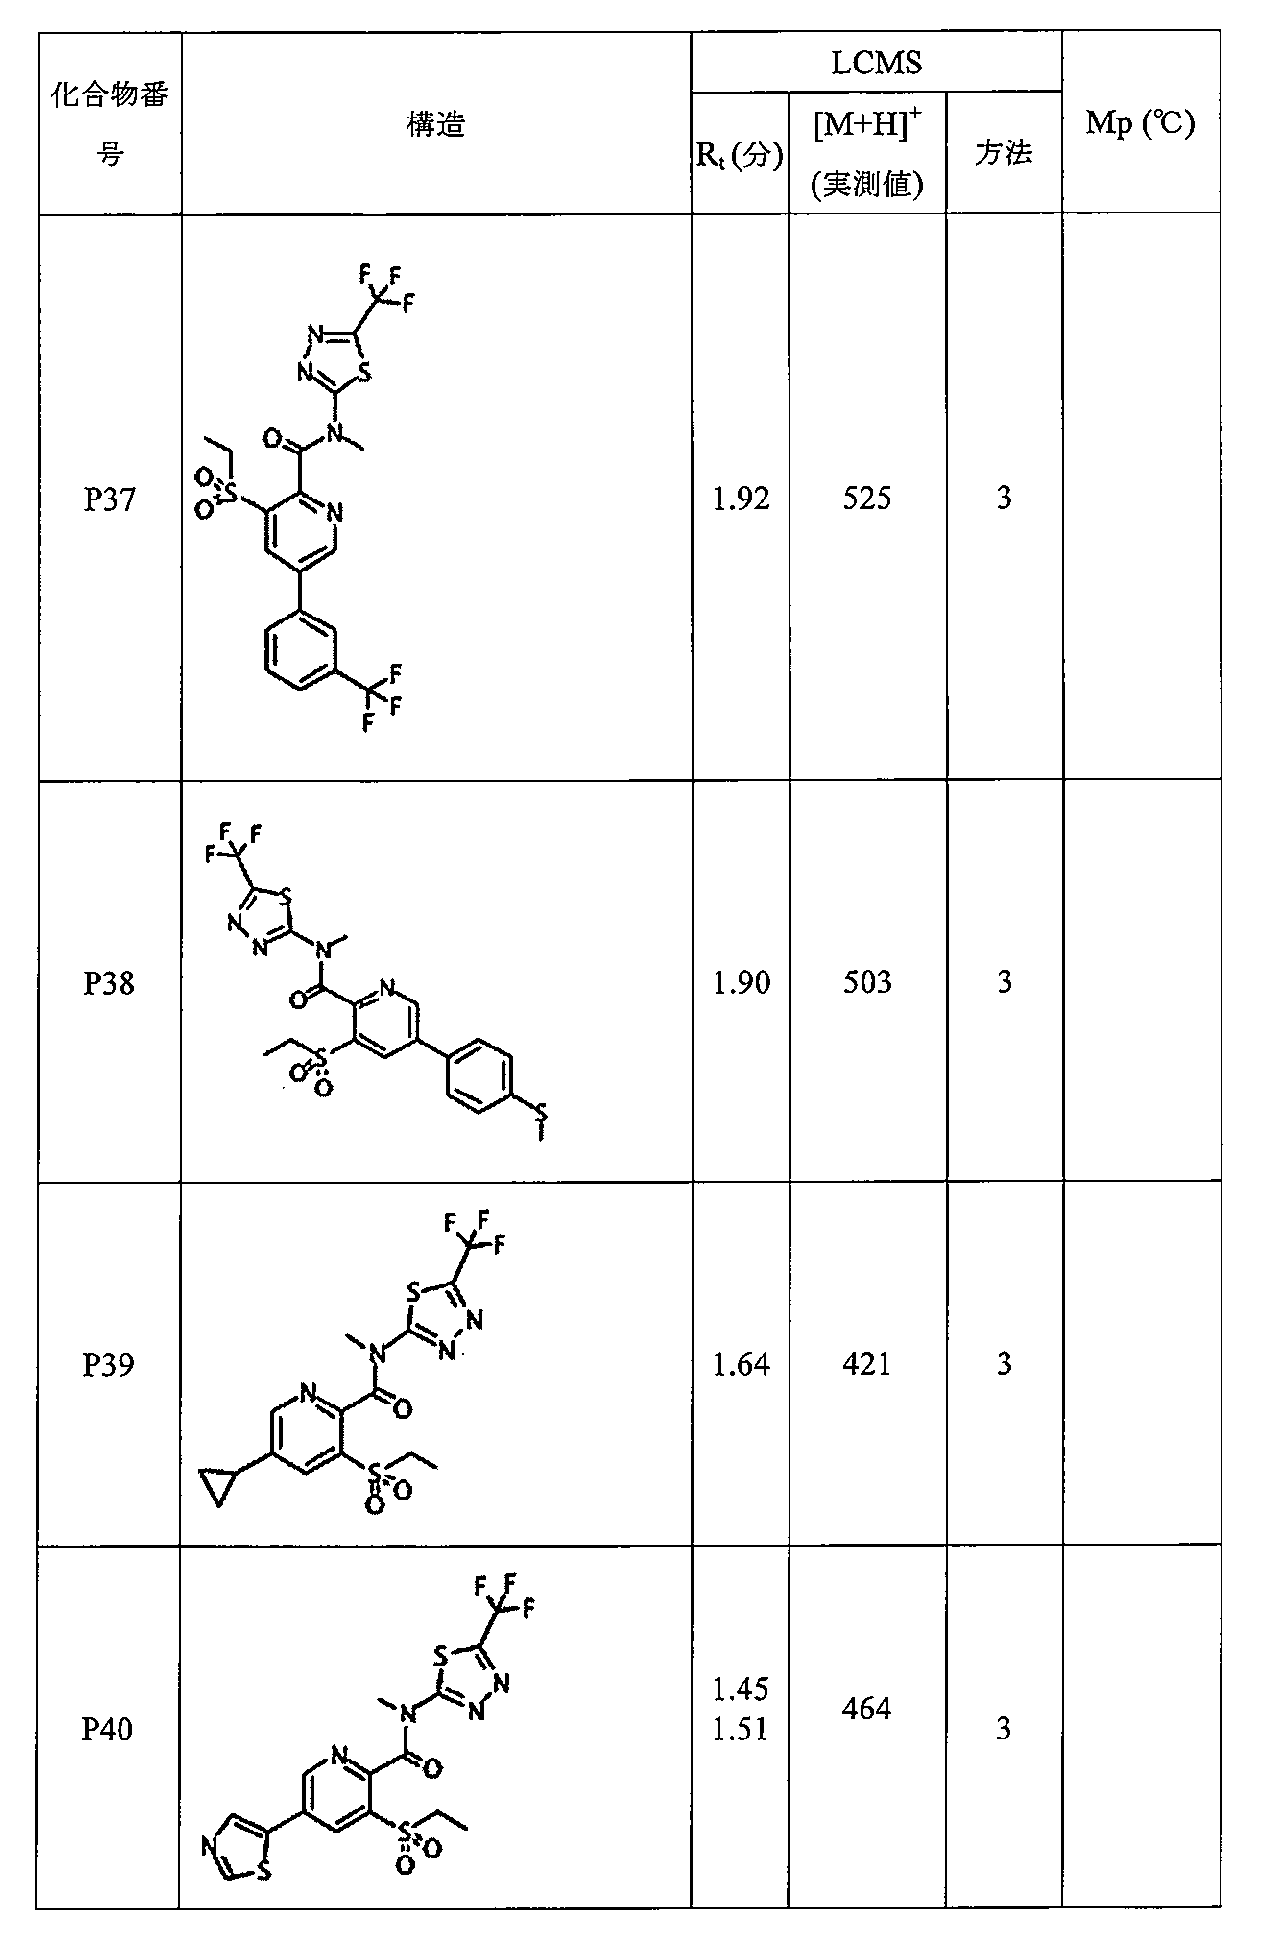 化合物番
号
構造
LCMS
Rt (分)
[M+H]+
(実測値)
方法
Mp (℃)
F F
F
N
N
S
O
N
P37
O
S
O
N
1.92
525
3
F
F
F
F F
F
S
N
N
N
P38
O
N
1.90
503
3
S
O
O
S
F F
F
S
N
N
N
P39
N
O
1.64
421
3
S
O
O
F F
F
S
N
N
N
P40
N
O
1.45
1.51
464
3
S
O
O
N
S